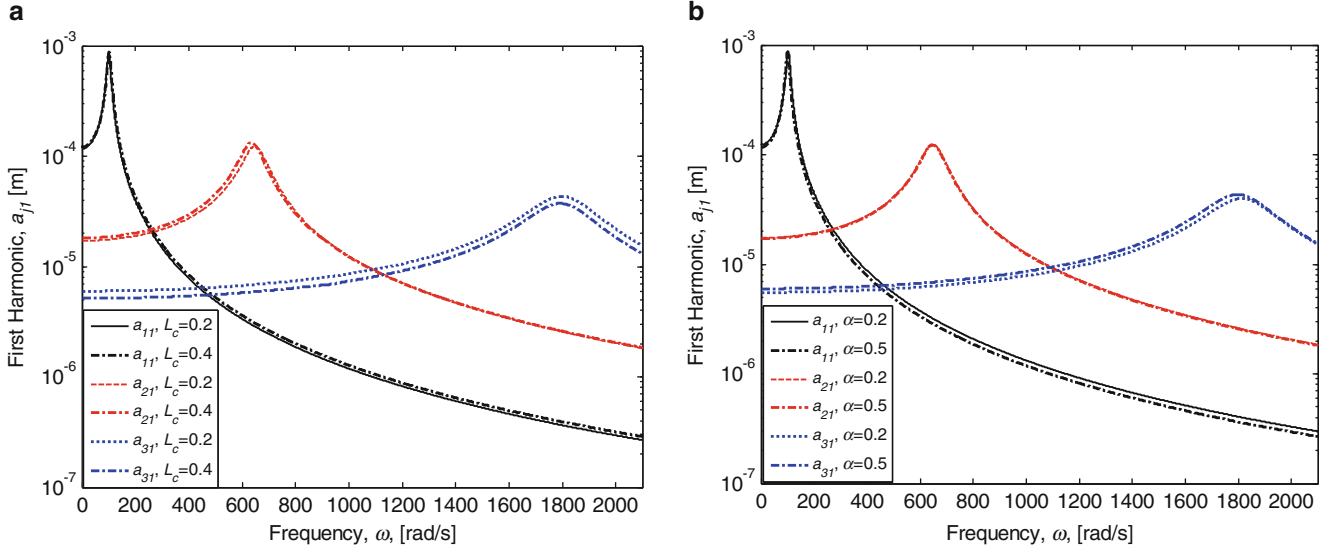 a
10⁻³
10⁻⁴
10⁻⁵
10⁻⁶
10⁻⁷
First Harmonic, a_j1 [m]
a_11, L_c=0.2
a_11, L_c=0.4
a_21, L_c=0.2
a_21, L_c=0.4
a_31, L_c=0.2
a_31, L_c=0.4
0 200 400 600 800 1000 1200 1400 1600 1800 2000
Frequency, ω, [rad/s]
b
10⁻³
10⁻⁴
10⁻⁵
10⁻⁶
10⁻⁷
First Harmonic, a_j1 [m]
a_11, α=0.2
a_11, α=0.5
a_21, α=0.2
a_21, α=0.5
a_31, α=0.2
a_31, α=0.5
0 200 400 600 800 1000 1200 1400 1600 1800 2000
Frequency, ω, [rad/s]